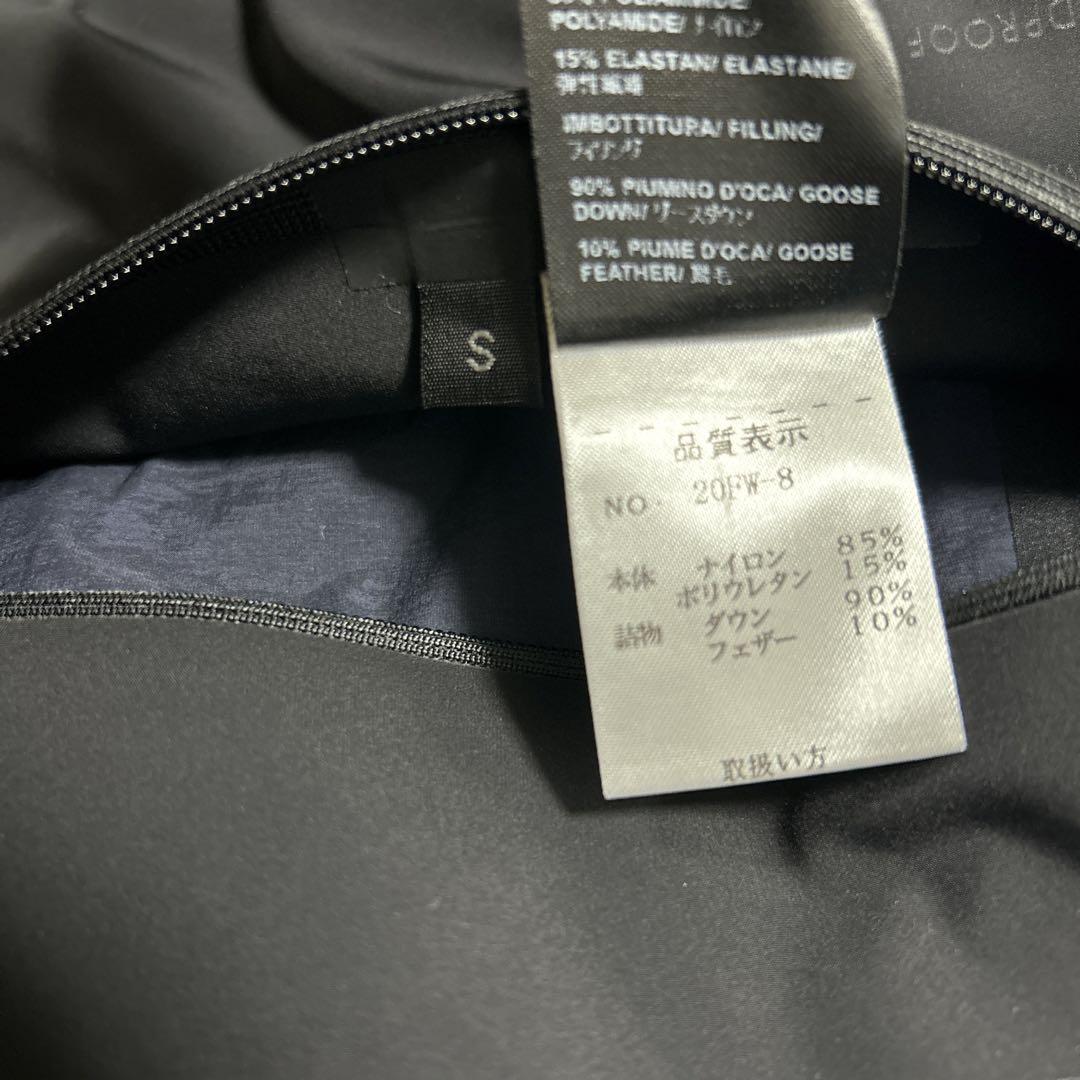 POLYAMIDE/ ナイロン
15% ELASTAN/ ELASTANE/
弾性繊維
IMBOTTITURA/ FILLING/
フィリング
90% PIUMINO D'OCA/ GOOSE
DOWN/ グースダウン
10% PIUME D'OCA/ GOOSE
FEATHER/ 鵞毛
S
品質表示
NO. 20FW-8
本体 ナイロン 85%
ポリウレタン 15%
詰物 ダウン 90%
フェザー 10%
取扱い方
DPROOF